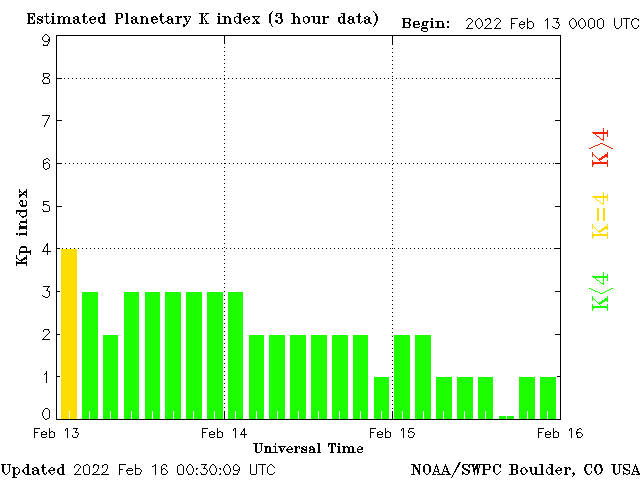 Estimated Planetary K index (3 hour data) Begin: 2022 Feb 13 0000 UTC
9
8
7
6
5
4
3
2
1
0
Kp index
K>4
K=4
K<4
Feb 13 Feb 14 Feb 15 Feb 16
Universal Time
Updated 2022 Feb 16 00:30:09 UTC NOAA/SWPC Boulder, CO USA